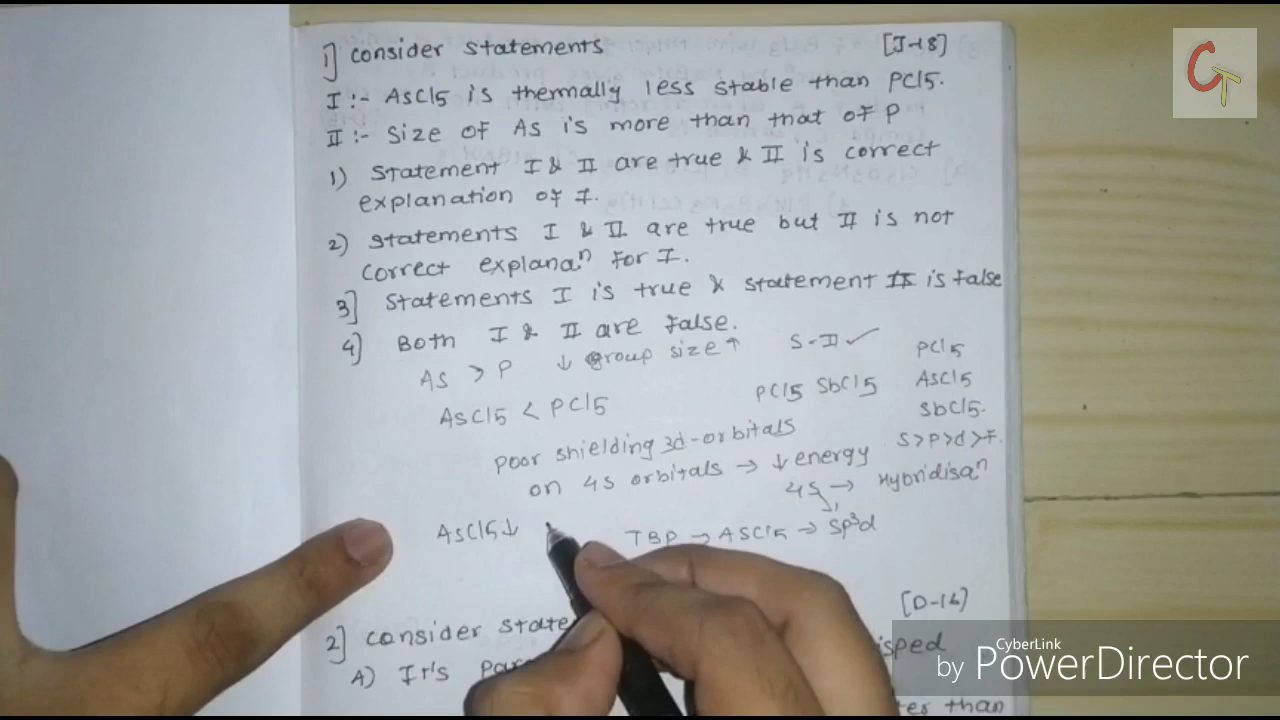 1] Consider statements [J-18]
I :- AsCl5 is thermally less stable than PCl5.
II :- Size of As is more than that of P
1) Statement I & II are true & II is correct
explanation of I.
2) Statements I & II are true but II is not
correct explanaⁿ for I.
3] Statements I is true & statement II is false
4] Both I & II are false.
As > P ↓ group size ↑ S-II ✓ PCl5
AsCl5 < PCl5 PCl5 SbCl5 AsCl5
SbCl5.
poor shielding 3d-orbitals S>P>d>F.
on 4s orbitals → ↓ energy
4s → Hybridisaⁿ
AsCl5↓ TBP → AsCl5 → sp³d
[D-16]
2] Consider state
A) It's
CT
CyberLink
by PowerDirector